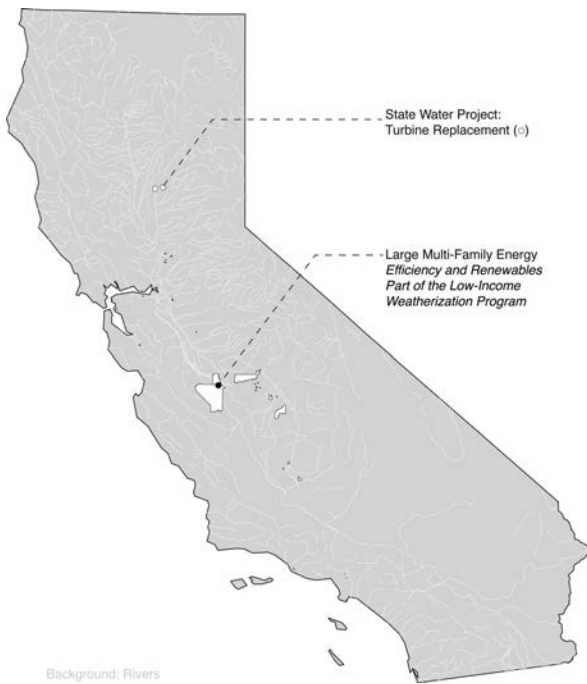 State Water Project:
Turbine Replacement (○)
Large Multi-Family Energy
Efficiency and Renewables
Part of the Low-Income
Weatherization Program
Background: Rivers